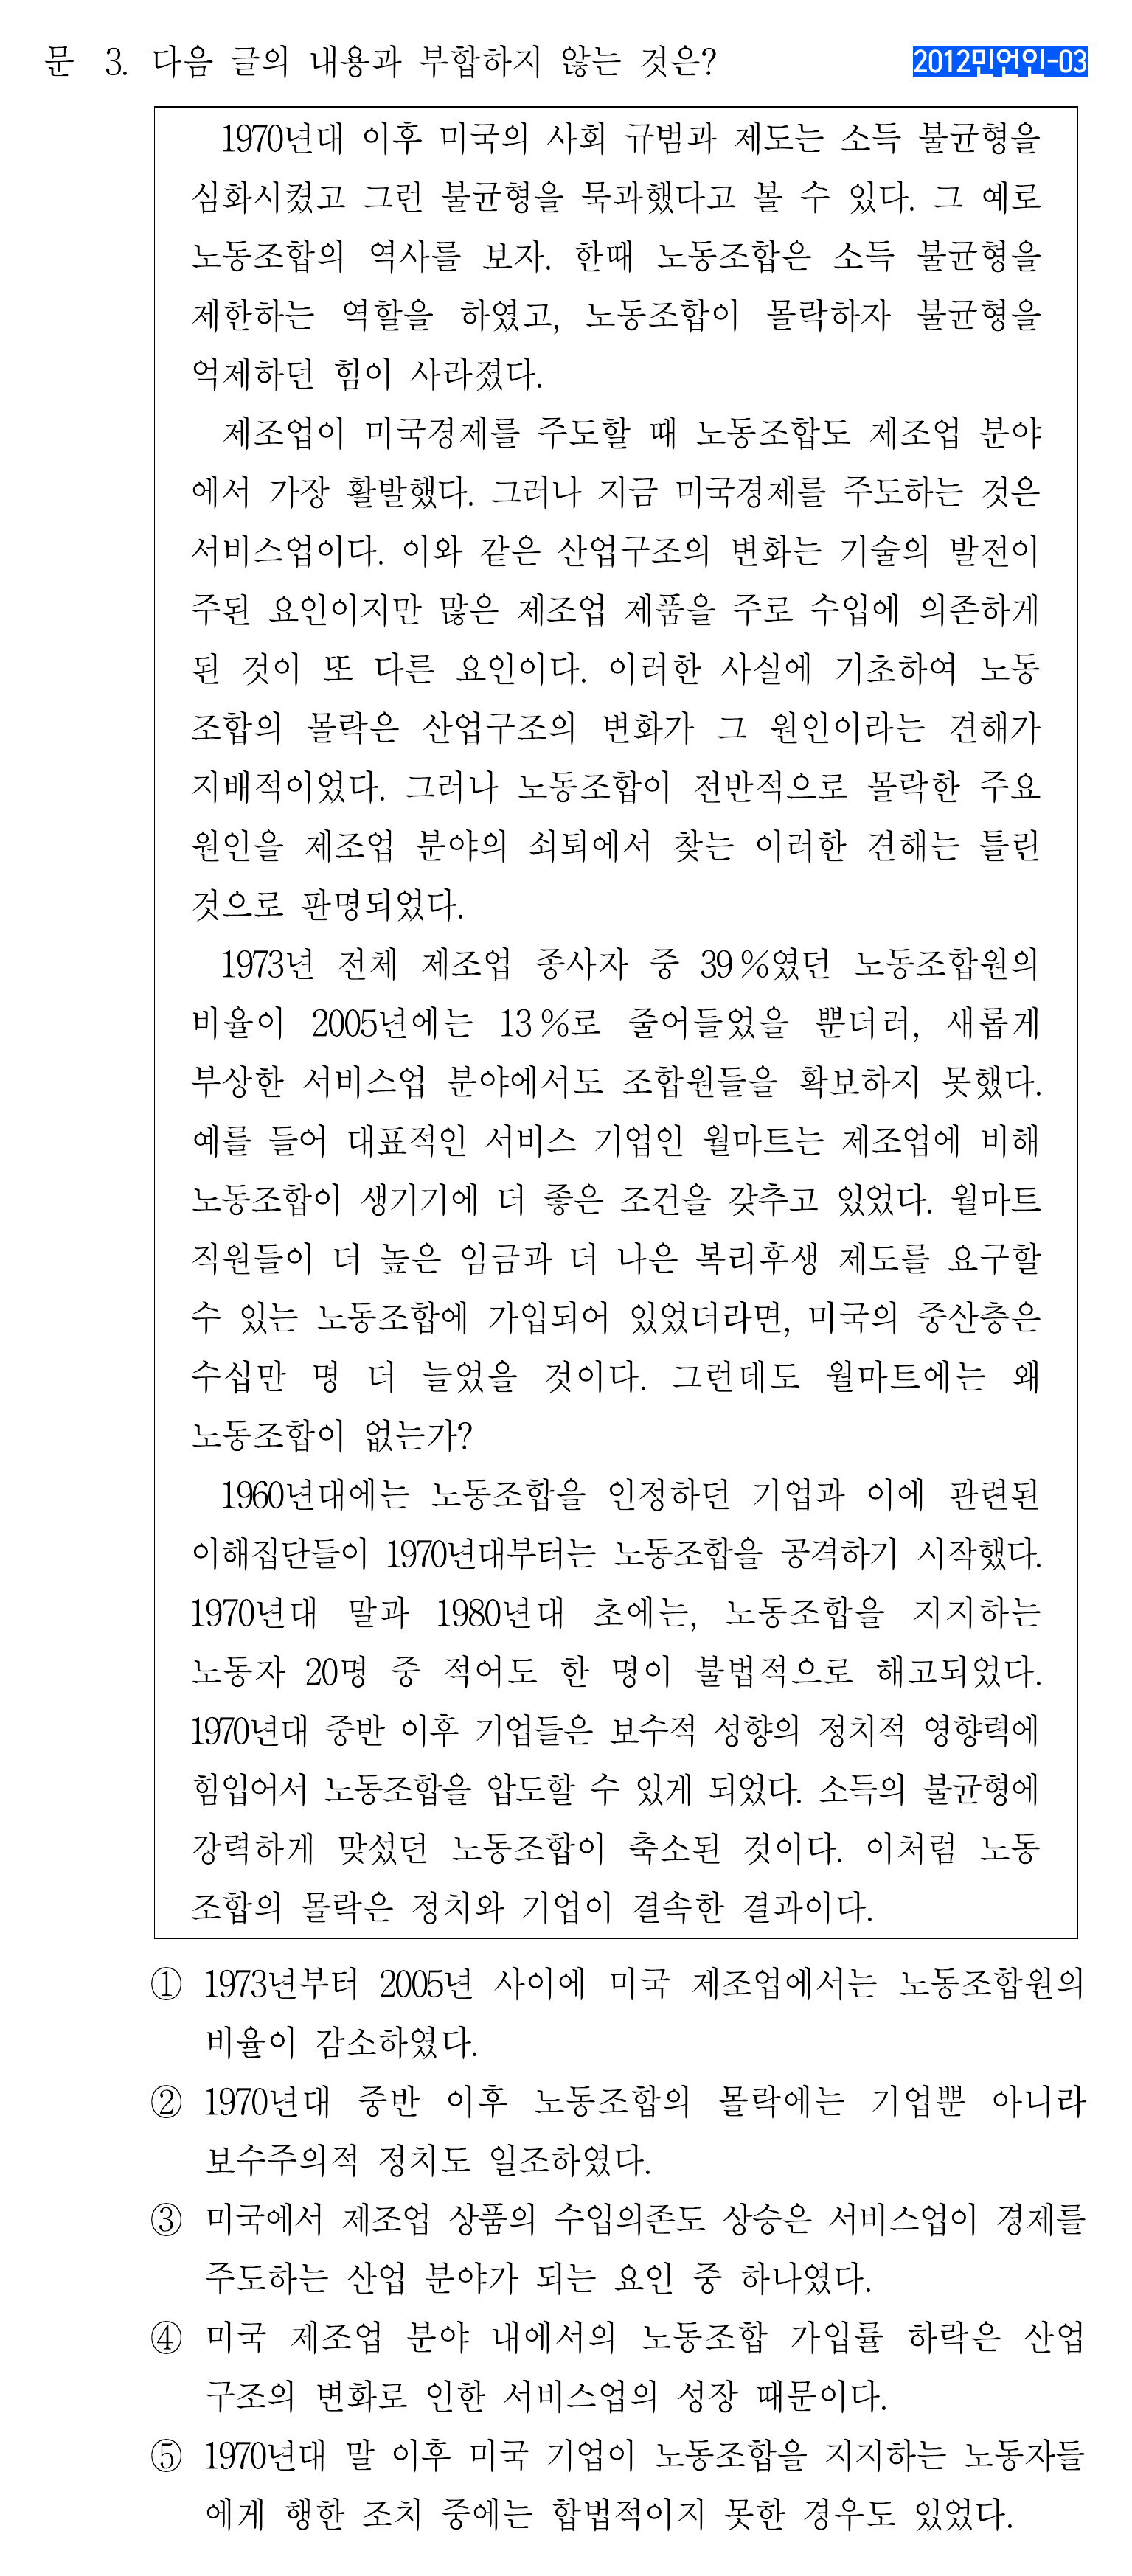 문 3. 다음 글의 내용과 부합하지 않는 것은? 2012민언인-03
1970년대 이후 미국의 사회 규범과 제도는 소득 불균형을
심화시켰고 그런 불균형을 묵과했다고 볼 수 있다. 그 예로
노동조합의 역사를 보자. 한때 노동조합은 소득 불균형을
제한하는 역할을 하였고, 노동조합이 몰락하자 불균형을
억제하던 힘이 사라졌다.
제조업이 미국경제를 주도할 때 노동조합도 제조업 분야
에서 가장 활발했다. 그러나 지금 미국경제를 주도하는 것은
서비스업이다. 이와 같은 산업구조의 변화는 기술의 발전이
주된 요인이지만 많은 제조업 제품을 주로 수입에 의존하게
된 것이 또 다른 요인이다. 이러한 사실에 기초하여 노동
조합의 몰락은 산업구조의 변화가 그 원인이라는 견해가
지배적이었다. 그러나 노동조합이 전반적으로 몰락한 주요
원인을 제조업 분야의 쇠퇴에서 찾는 이러한 견해는 틀린
것으로 판명되었다.
1973년 전체 제조업 종사자 중 39%였던 노동조합원의
비율이 2005년에는 13%로 줄어들었을 뿐더러, 새롭게
부상한 서비스업 분야에서도 조합원들을 확보하지 못했다.
예를 들어 대표적인 서비스 기업인 월마트는 제조업에 비해
노동조합이 생기기에 더 좋은 조건을 갖추고 있었다. 월마트
직원들이 더 높은 임금과 더 나은 복리후생 제도를 요구할
수 있는 노동조합에 가입되어 있었더라면, 미국의 중산층은
수십만 명 더 늘었을 것이다. 그런데도 월마트에는 왜
노동조합이 없는가?
1960년대에는 노동조합을 인정하던 기업과 이에 관련된
이해집단들이 1970년대부터는 노동조합을 공격하기 시작했다.
1970년대 말과 1980년대 초에는, 노동조합을 지지하는
노동자 20명 중 적어도 한 명이 불법적으로 해고되었다.
1970년대 중반 이후 기업들은 보수적 성향의 정치적 영향력에
힘입어서 노동조합을 압도할 수 있게 되었다. 소득의 불균형에
강력하게 맞섰던 노동조합이 축소된 것이다. 이처럼 노동
조합의 몰락은 정치와 기업이 결속한 결과이다.
① 1973년부터 2005년 사이에 미국 제조업에서는 노동조합원의
비율이 감소하였다.
② 1970년대 중반 이후 노동조합의 몰락에는 기업뿐 아니라
보수주의적 정치도 일조하였다.
③ 미국에서 제조업 상품의 수입의존도 상승은 서비스업이 경제를
주도하는 산업 분야가 되는 요인 중 하나였다.
④ 미국 제조업 분야 내에서의 노동조합 가입률 하락은 산업
구조의 변화로 인한 서비스업의 성장 때문이다.
⑤ 1970년대 말 이후 미국 기업이 노동조합을 지지하는 노동자들
에게 행한 조치 중에는 합법적이지 못한 경우도 있었다.